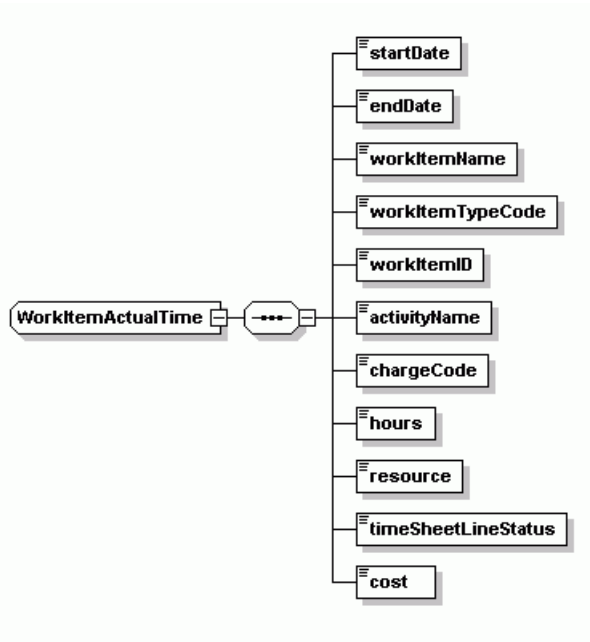 startDate
endDate
workItemName
workItemTypeCode
workItemID
WorkItemActualTime
activityName
chargeCode
hours
resource
timeSheetLineStatus
cost